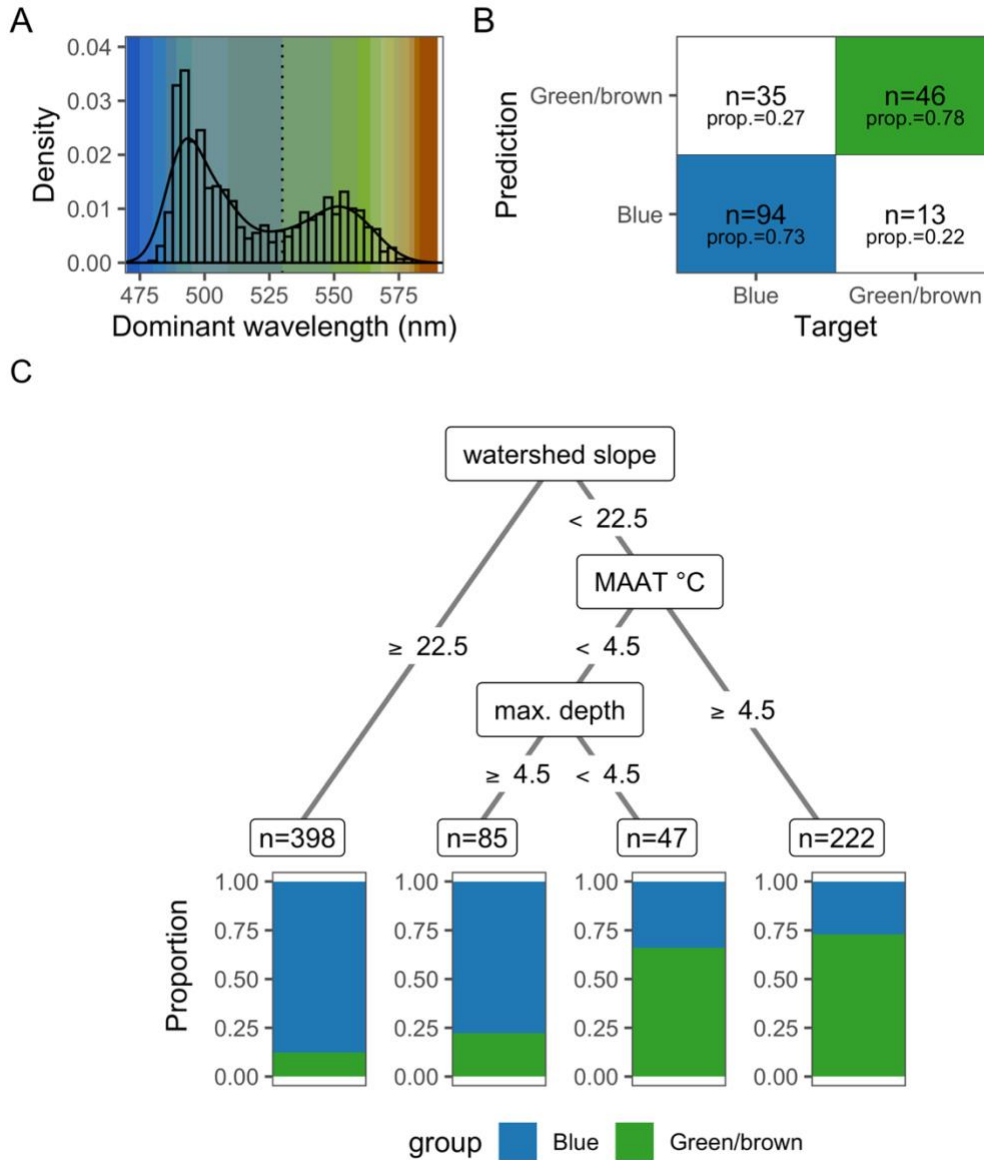 A
0.04
0.03
0.02
0.01
0.00
Density
475 500 525 550 575
Dominant wavelength (nm)
B
Prediction
Green/brown
Blue
n=35
prop.=0.27
n=46
prop.=0.78
n=94
prop.=0.73
n=13
prop.=0.22
Blue Green/brown
Target
C
watershed slope
< 22.5
MAAT °C
≥ 22.5
< 4.5
max. depth
≥ 4.5
≥ 4.5 < 4.5
n=398 n=85 n=47 n=222
Proportion
1.00 1.00 1.00 1.00
0.75 0.75 0.75 0.75
0.50 0.50 0.50 0.50
0.25 0.25 0.25 0.25
0.00 0.00 0.00 0.00
group Blue Green/brown